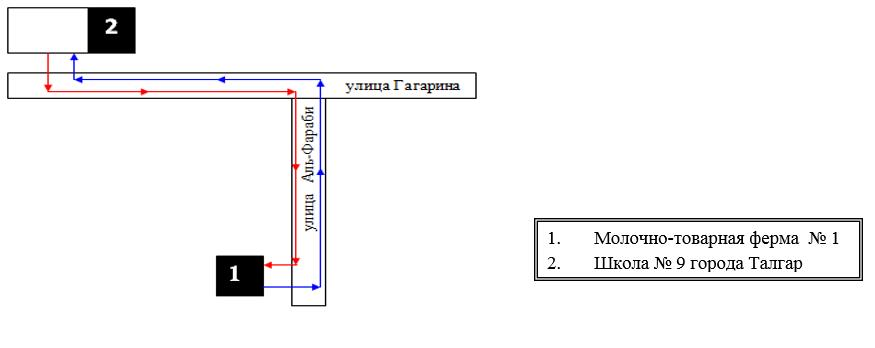 2
улица Гагарина
улица Аль-Фараби
1
1. Молочно-товарная ферма № 1
2. Школа № 9 города Талгар